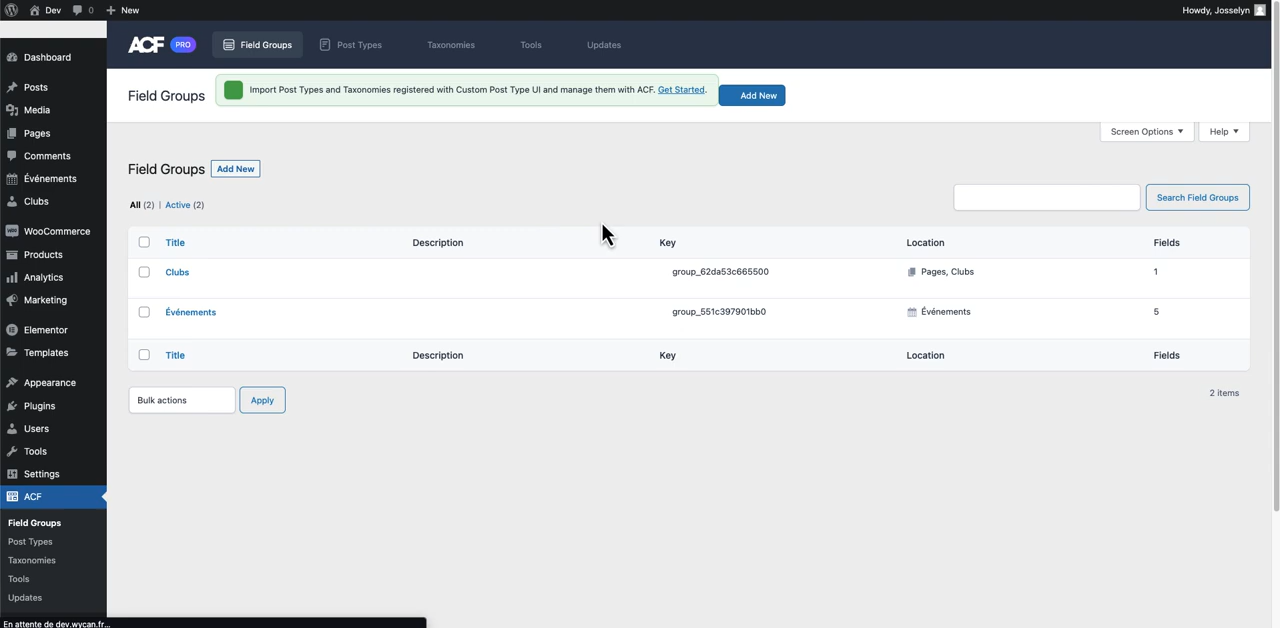 Dev 0 New Howdy, Josselyn
Dashboard
Posts
Media
Pages
Comments
Événements
Clubs
WooCommerce
Products
Analytics
Marketing
Elementor
Templates
Appearance
Plugins
Users
Tools
Settings
ACF
Field Groups
Post Types
Taxonomies
Tools
Updates
ACF PRO Field Groups Post Types Taxonomies Tools Updates
Field Groups Import Post Types and Taxonomies registered with Custom Post Type UI and manage them with ACF. Get Started. Add New
Screen Options Help
Field Groups Add New
All (2) | Active (2) Search Field Groups
Title Description Key Location Fields
Clubs group_62da53c665500 Pages, Clubs 1
Événements group_551c397901bb0 Événements 5
Title Description Key Location Fields
Bulk actions Apply 2 items
En attente de dev.wycan.fr...